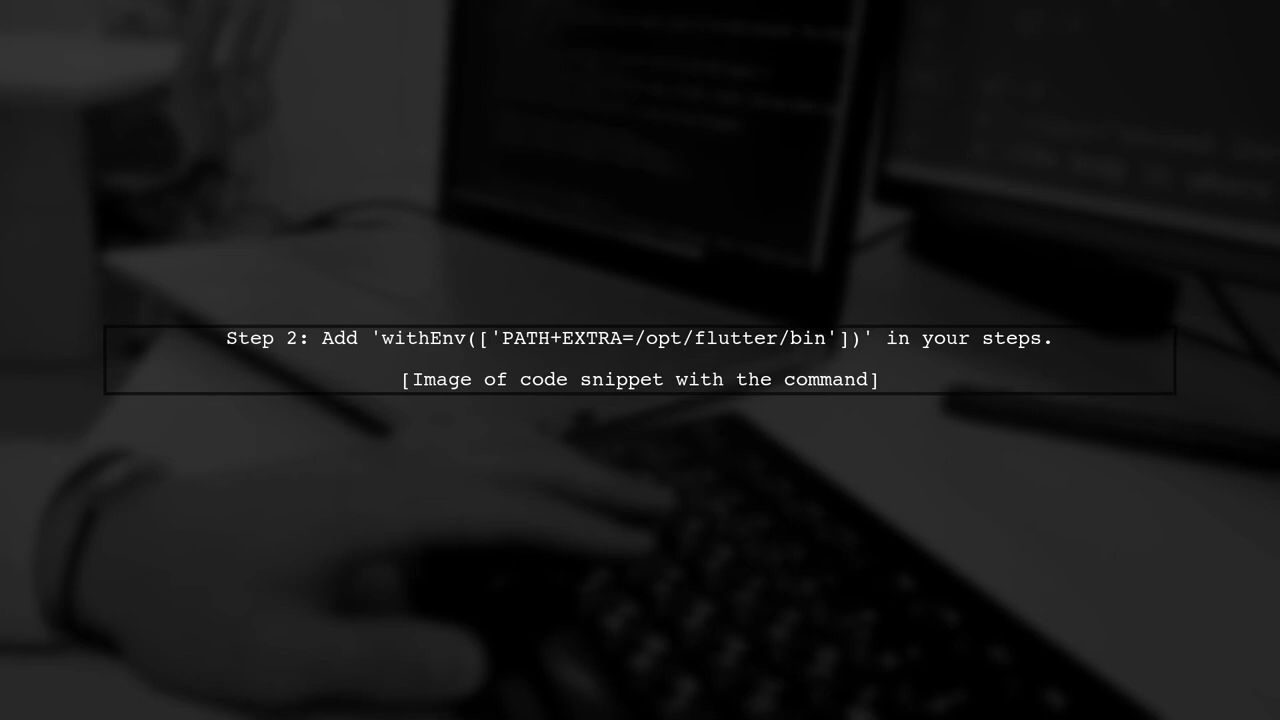 Step 2: Add 'withEnv(['PATH+EXTRA=/opt/flutter/bin'])' in your steps.
[Image of code snippet with the command]